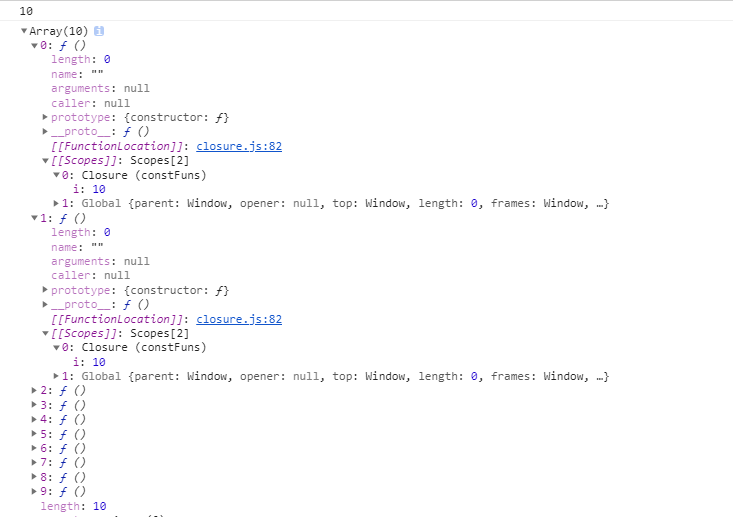 10
▼Array(10) i
▼0: ƒ ()
length: 0
name: ""
arguments: null
caller: null
▶prototype: {constructor: ƒ}
▶__proto__: ƒ ()
[[FunctionLocation]]: closure.js:82
▼[[Scopes]]: Scopes[2]
▼0: Closure (constFuns)
i: 10
▶1: Global {parent: Window, opener: null, top: Window, length: 0, frames: Window, …}
▼1: ƒ ()
length: 0
name: ""
arguments: null
caller: null
▶prototype: {constructor: ƒ}
▶__proto__: ƒ ()
[[FunctionLocation]]: closure.js:82
▼[[Scopes]]: Scopes[2]
▼0: Closure (constFuns)
i: 10
▶1: Global {parent: Window, opener: null, top: Window, length: 0, frames: Window, …}
▶2: ƒ ()
▶3: ƒ ()
▶4: ƒ ()
▶5: ƒ ()
▶6: ƒ ()
▶7: ƒ ()
▶8: ƒ ()
▶9: ƒ ()
length: 10